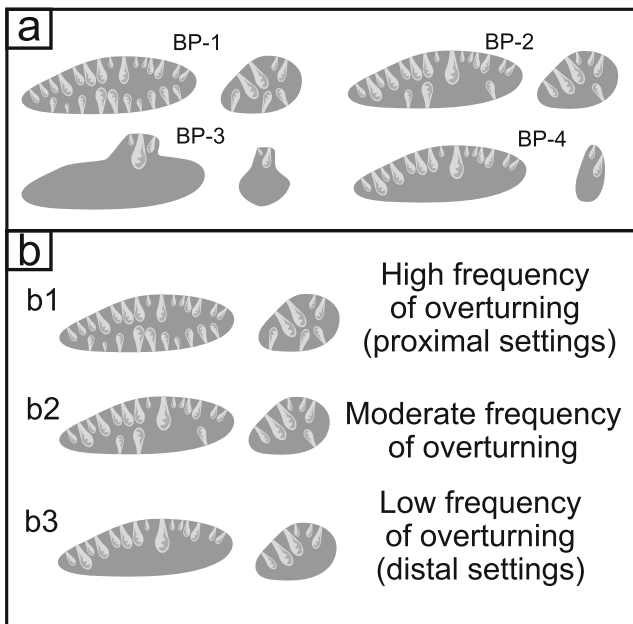 a
BP-1
BP-2
BP-3
BP-4
b
b1
High frequency
of overturning
(proximal settings)
b2
Moderate frequency
of overturning
b3
Low frequency
of overturning
(distal settings)